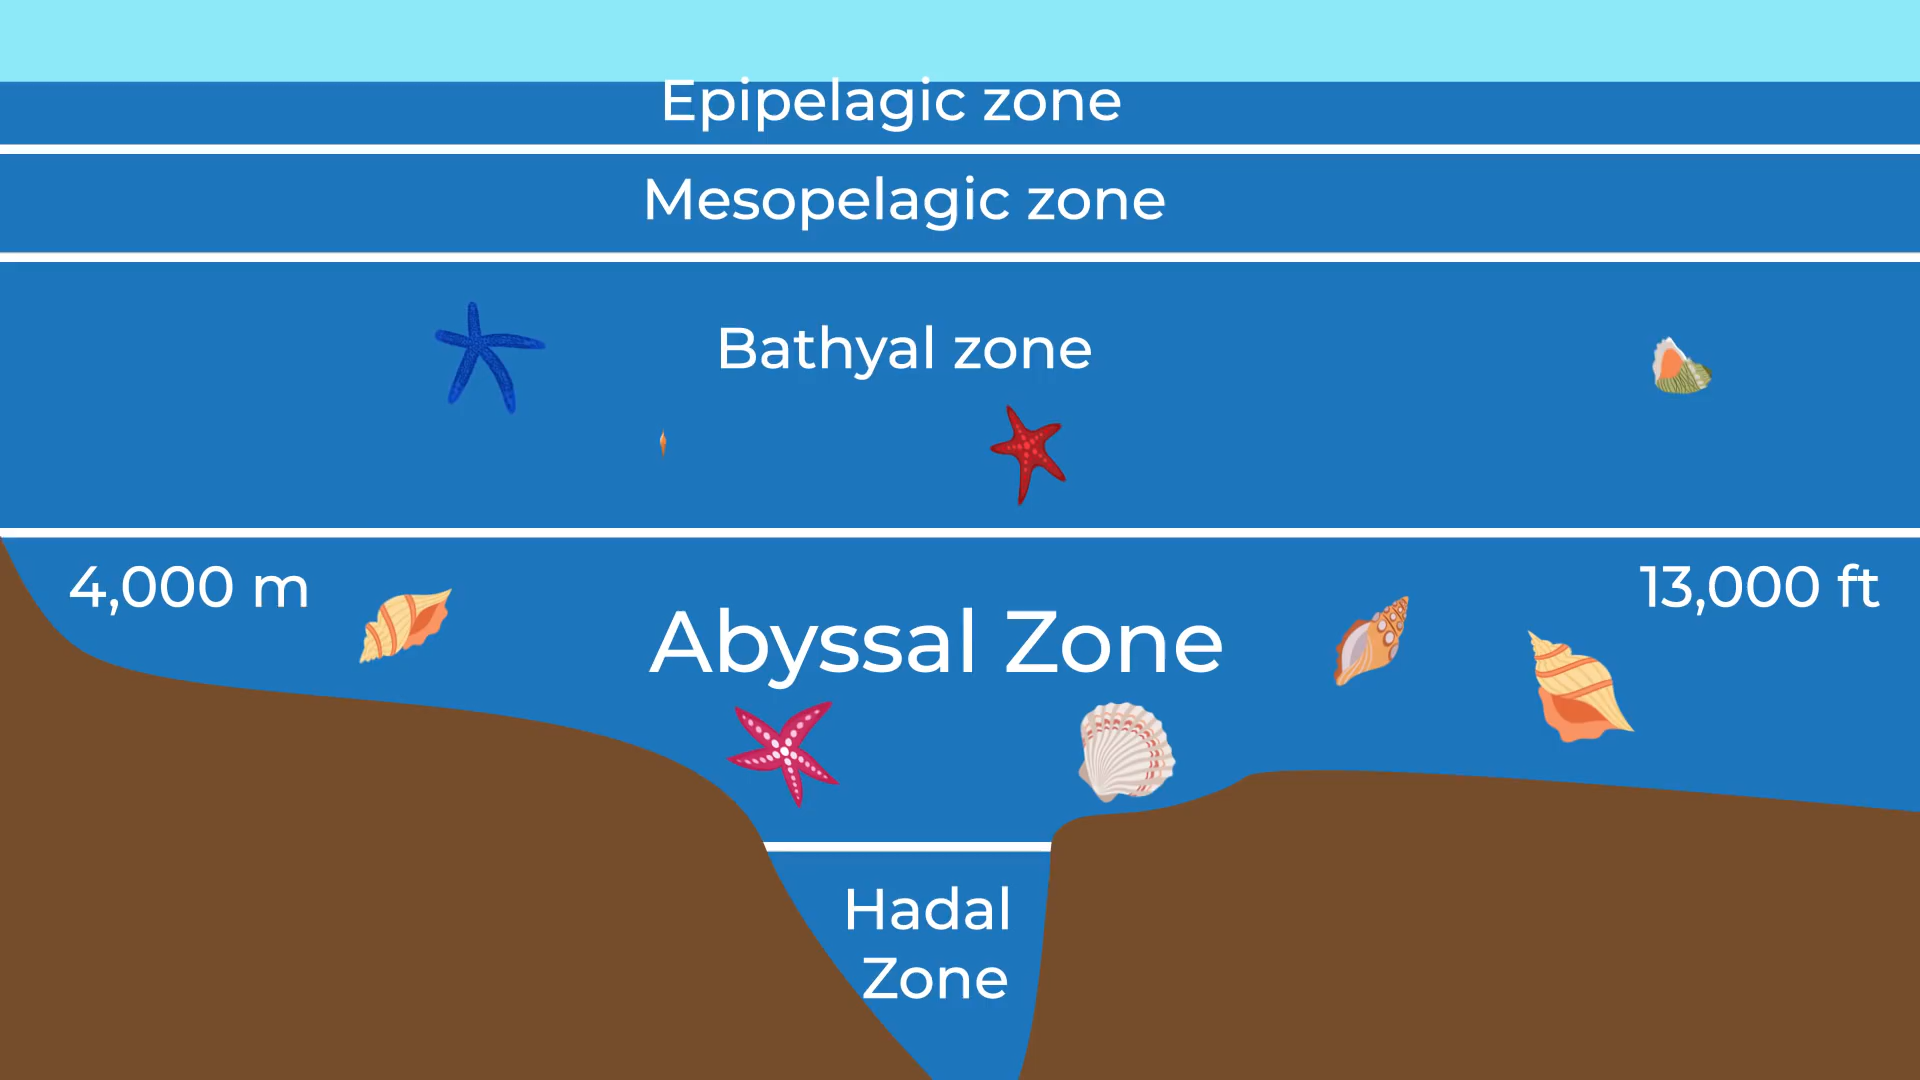 Epipelagic zone
Mesopelagic zone
Bathyal zone
4,000 m
13,000 ft
Abyssal Zone
Hadal
Zone